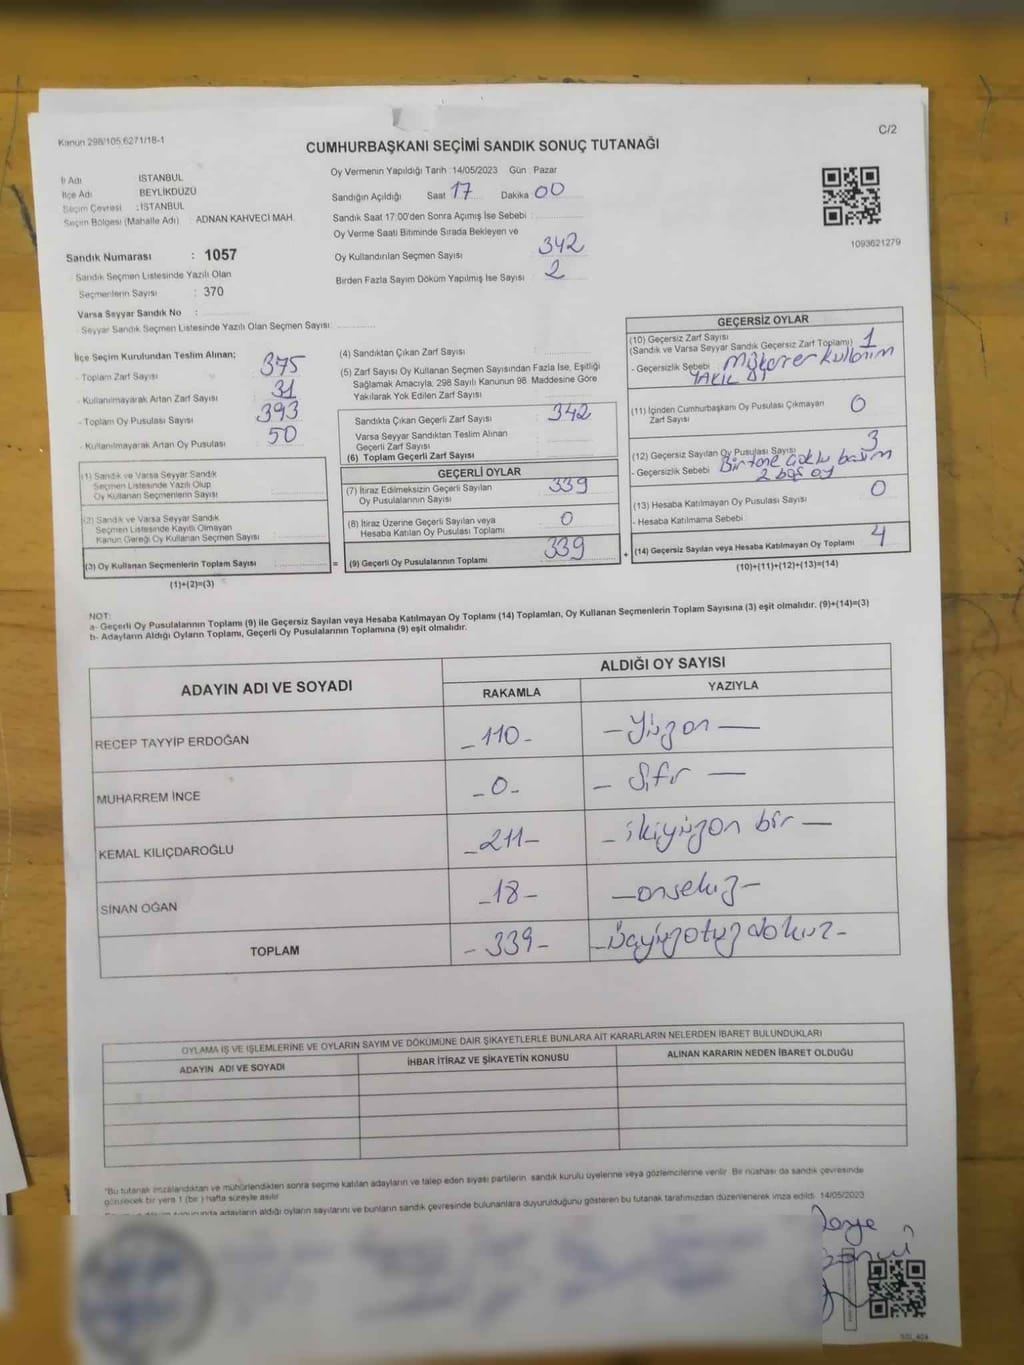 Kanun 298/105,6271/18-1
C/2
CUMHURBAŞKANI SEÇİMİ SANDIK SONUÇ TUTANAĞI
Oy Vermenin Yapıldığı Tarih :14/05/2023 Gün : Pazar
İl Adı : İSTANBUL
İlçe Adı : BEYLİKDÜZÜ
Seçim Çevresi : İSTANBUL
Seçim Bölgesi (Mahalle Adı) : ADNAN KAHVECİ MAH.
Sandık Numarası : 1057
Sandık Seçmen Listesinde Yazılı Olan
Seçmenlerin Sayısı : 370
Varsa Seyyar Sandık No :
- Seyyar Sandık Seçmen Listesinde Yazılı Olan Seçmen Sayısı:
Sandığın Açıldığı Saat 17 Dakika 00
Sandık Saat 17:00'den Sonra Açımış İse Sebebi :
Oy Verme Saati Bitiminde Sırada Bekleyen ve
Oy Kullandırılan Seçmen Sayısı 342
Birden Fazla Sayım Döküm Yapılmış İse Sayısı 2
1093621279
İlçe Seçim Kurulundan Teslim Alınan;
- Toplam Zarf Sayısı 375
- Kullanılmayarak Artan Zarf Sayısı 31
- Toplam Oy Pusulası Sayısı 393
- Kullanılmayarak Artan Oy Pusulası 50
(1) Sandık ve Varsa Seyyar Sandık
Seçmen Listesinde Yazılı Olup
Oy Kullanan Seçmenlerin Sayısı
(2) Sandık ve Varsa Seyyar Sandık
Seçmen Listesinde Kayıtlı Olmayan
Kanun Gereği Oy Kullanan Seçmen Sayısı :
(3) Oy Kullanan Seçmenlerin Toplam Sayısı =
(1)+(2)=(3)
(4) Sandıktan Çıkan Zarf Sayısı
(5) Zarf Sayısı Oy Kullanan Seçmen Sayısından Fazla İse, Eşitliği
Sağlamak Amacıyla, 298 Sayılı Kanunun 98. Maddesine Göre
Yakılarak Yok Edilen Zarf Sayısı
Sandıkta Çıkan Geçerli Zarf Sayısı 342
Varsa Seyyar Sandıktan Teslim Alınan
Geçerli Zarf Sayısı
(6) Toplam Geçerli Zarf Sayısı
GEÇERLİ OYLAR
(7) İtiraz Edilmeksizin Geçerli Sayılan 339
Oy Pusulalarının Sayısı
(8) İtiraz Üzerine Geçerli Sayılan veya 0
Hesaba Katılan Oy Pusulası Toplamı
(9) Geçerli Oy Pusulalarının Toplamı 339 +
GEÇERSİZ OYLAR
(10) Geçersiz Zarf Sayısı
(Sandık ve Varsa Seyyar Sandık Geçersiz Zarf Toplamı) 1
- Geçersizlik Sebebi : Mükerrer kullanım
(11) İçinden Cumhurbaşkanı Oy Pusulası Çıkmayan 0
Zarf Sayısı
(12) Geçersiz Sayılan Oy Pusulası Sayısı 3
- Geçersizlik Sebebi Bir tane çoklu basım
2 boş oy
(13) Hesaba Katılmayan Oy Pusulası Sayısı 0
- Hesaba Katılmama Sebebi
(14) Geçersiz Sayılan veya Hesaba Katılmayan Oy Toplamı 4
(10)+(11)+(12)+(13)=(14)
NOT:
a- Geçerli Oy Pusulalarının Toplamı (9) ile Geçersiz Sayılan veya Hesaba Katılmayan Oy Toplamı (14) Toplamları, Oy Kullanan Seçmenlerin Toplam Sayısına (3) eşit olmalıdır. (9)+(14)=(3)
b- Adayların Aldığı Oyların Toplamı, Geçerli Oy Pusulalarının Toplamına (9) eşit olmalıdır.
ADAYIN ADI VE SOYADI
ALDIĞI OY SAYISI
RAKAMLA YAZIYLA
RECEP TAYYİP ERDOĞAN -110- -Yüzon-
MUHARREM İNCE -0- -Sıfır-
KEMAL KILIÇDAROĞLU -211- -ikiyüzon bir-
SİNAN OĞAN -18- -onsekiz-
TOPLAM -339- -üçyüzotuzdokuz-
OYLAMA İŞ VE İŞLEMLERİNE VE OYLARIN SAYIM VE DÖKÜMÜNE DAİR ŞİKAYETLERLE BUNLARA AİT KARARLARIN NELERDEN İBARET BULUNDUKLARI
ADAYIN ADI VE SOYADI İHBAR İTİRAZ VE ŞİKAYETİN KONUSU ALINAN KARARIN NEDEN İBARET OLDUĞU
"Bu tutanak imzalandıktan ve mühürlendikten sonra seçime katılan adayların ve talep eden siyasi partilerin sandık kurulu üyelerine veya gözlemcilerine verilir. Bir nüshası da sandık çevresinde
görülecek bir yere 1 (bir) hafta süreyle asılır.
adayların aldığı oyların sayılarını ve bunların sandık çevresinde bulunanlara duyurulduğunu gösteren bu tutanak tarafımızdan düzenlenerek imza edildi. 14/05/2023